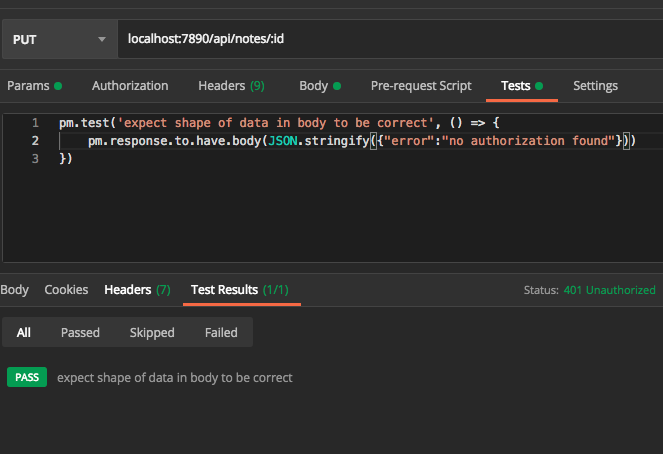 PUT localhost:7890/api/notes/:id
Params Authorization Headers (9) Body Pre-request Script Tests Settings
1 pm.test('expect shape of data in body to be correct', () => {
2 pm.response.to.have.body(JSON.stringify({"error":"no authorization found"}))
3 })
Body Cookies Headers (7) Test Results (1/1) Status: 401 Unauthorized
All Passed Skipped Failed
PASS expect shape of data in body to be correct